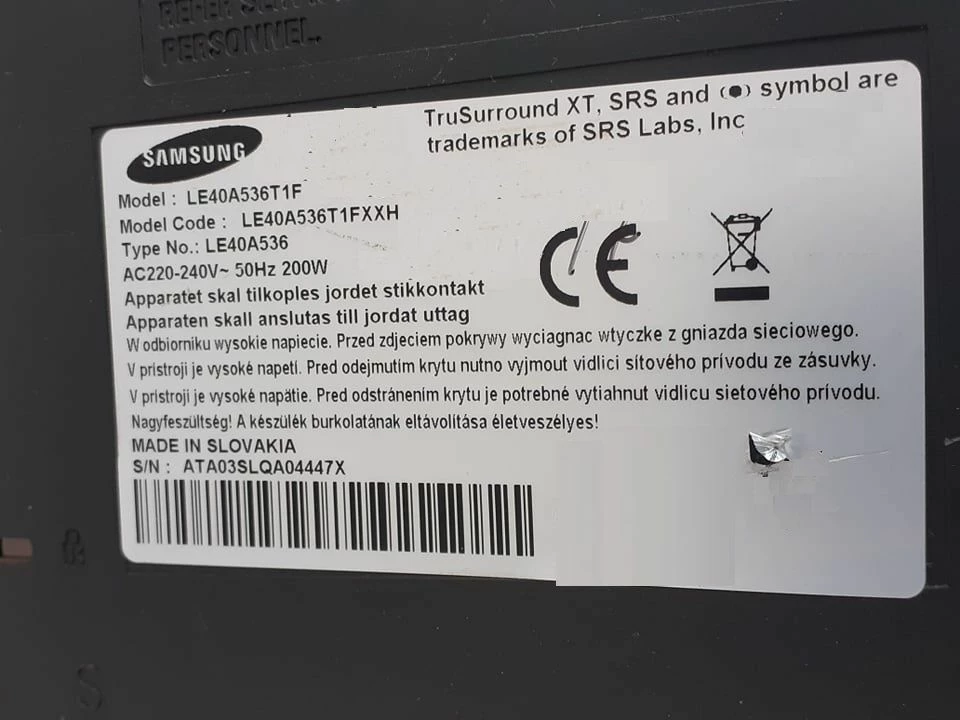 REFER SERVI
PERSONNEL.
TruSurround XT, SRS and (●) symbol are
trademarks of SRS Labs, Inc
SAMSUNG
Model : LE40A536T1F
Model Code : LE40A536T1FXXH
Type No.: LE40A536
AC220-240V~ 50Hz 200W
Apparatet skal tilkoples jordet stikkontakt
Apparaten skall anslutas till jordat uttag
W odbiorniku wysokie napiecie. Przed zdjeciem pokrywy wyciagnac wtyczke z gniazda sieciowego.
V prístroji je vysoké napetí. Pred odejmutím krytu nutno vyjmout vidlici sítového prívodu ze zásuvky.
V prístroji je vysoké napätie. Pred odstránením krytu je potrebné vytiahnut vidlicu sietového prívodu.
Nagyfeszültség! A készülék burkolatának eltávolítása életveszélyes!
MADE IN SLOVAKIA
S/N : ATA03SLQA04447X
CE